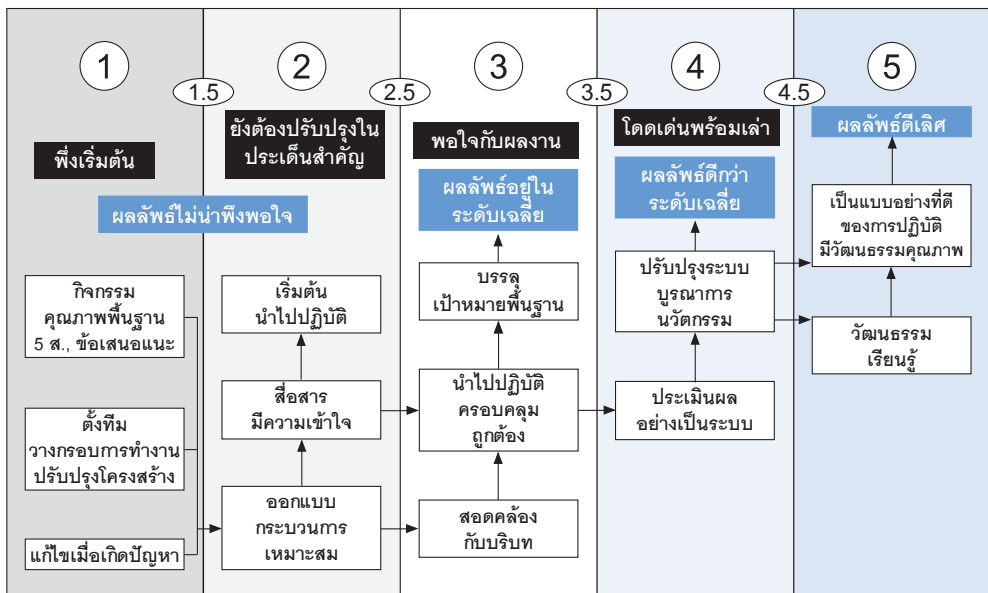 1
2
3
4
5
1.5
2.5
3.5
4.5
พึ่งเริ่มต้น
ยังต้องปรับปรุงใน
ประเด็นสำคัญ
พอใจกับผลงาน
โดดเด่นพร้อมเล่า
ผลลัพธ์ดีเลิศ
ผลลัพธ์ไม่น่าพึงพอใจ
ผลลัพธ์อยู่ใน
ระดับเฉลี่ย
ผลลัพธ์ดีกว่า
ระดับเฉลี่ย
กิจกรรม
คุณภาพพื้นฐาน
5 ส., ข้อเสนอแนะ
ตั้งทีม
วางกรอบการทำงาน
ปรับปรุงโครงสร้าง
แก้ไขเมื่อเกิดปัญหา
เริ่มต้น
นำไปปฏิบัติ
สื่อสาร
มีความเข้าใจ
ออกแบบ
กระบวนการ
เหมาะสม
บรรลุ
เป้าหมายพื้นฐาน
นำไปปฏิบัติ
ครอบคลุม
ถูกต้อง
สอดคล้อง
กับบริบท
ปรับปรุงระบบ
บูรณาการ
นวัตกรรม
ประเมินผล
อย่างเป็นระบบ
เป็นแบบอย่างที่ดี
ของการปฏิบัติ
มีวัฒนธรรมคุณภาพ
วัฒนธรรม
เรียนรู้